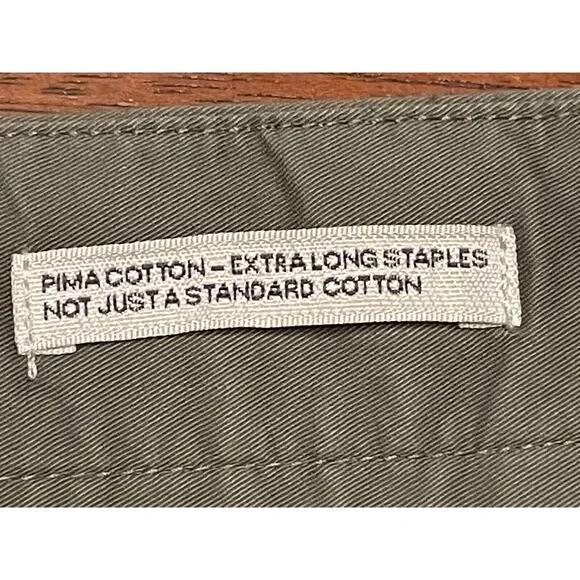 PIMA COTTON - EXTRA LONG STAPLES
NOT JUST A STANDARD COTTON